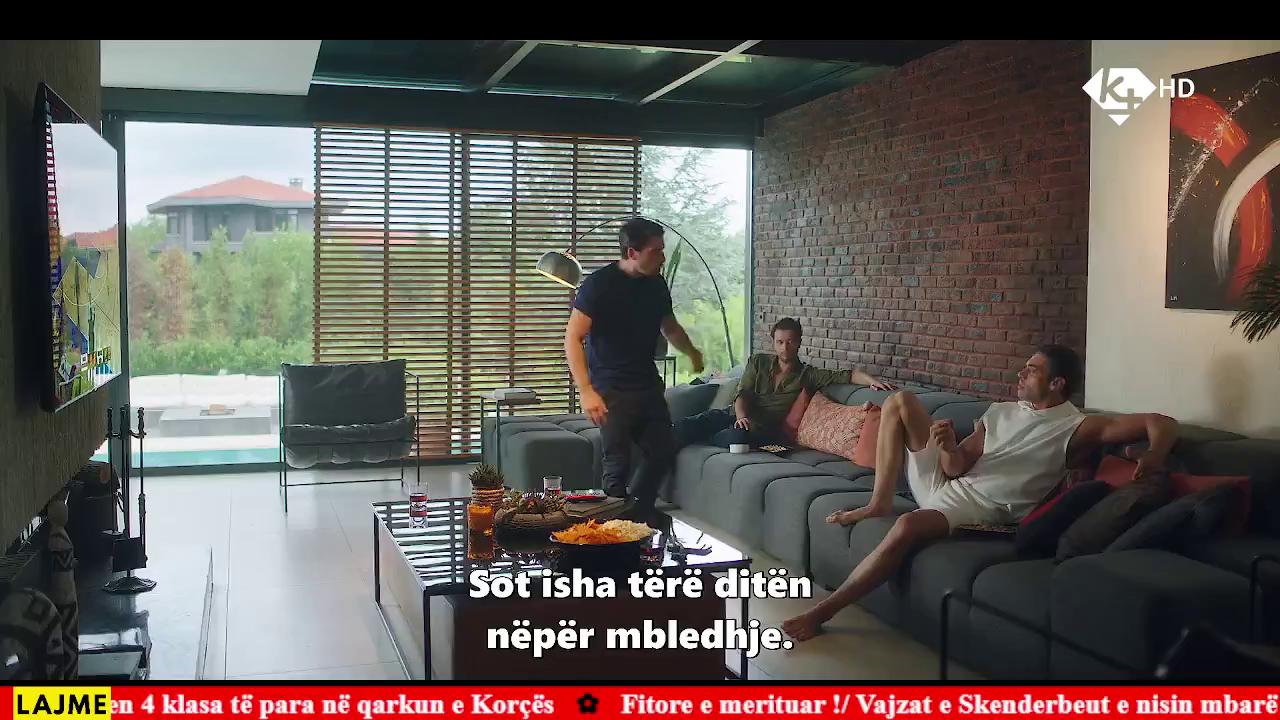 K+ HD
Sot isha tërë ditën
nëpër mbledhje.
LAJME en 4 klasa të para në qarkun e Korçës ✿ Fitore e merituar !/ Vajzat e Skenderbeut e nisin mbarë